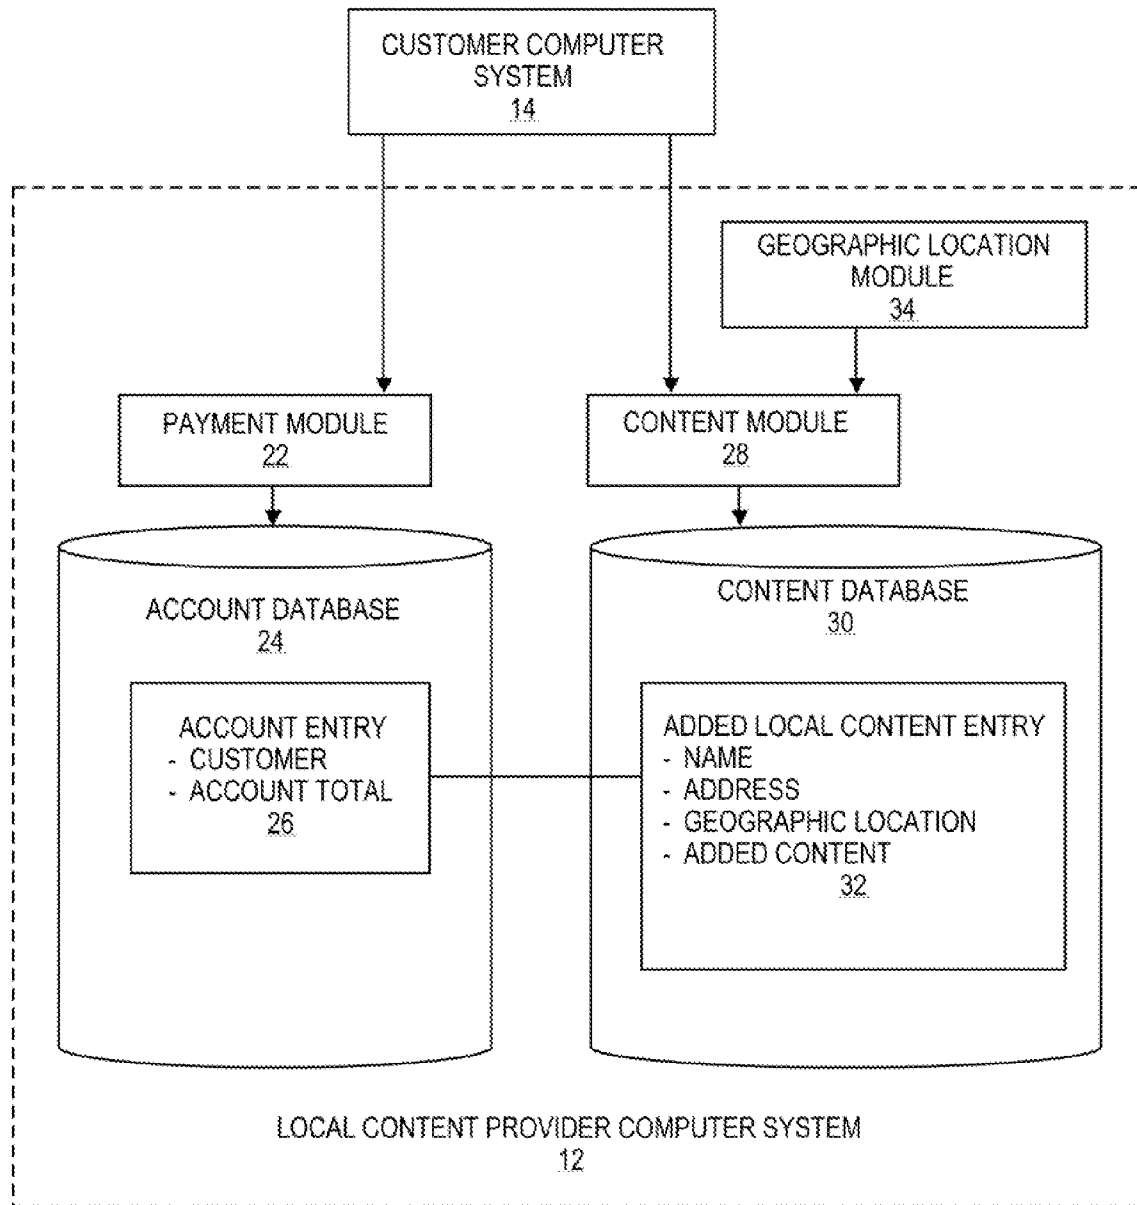 CUSTOMER COMPUTER
SYSTEM
14
GEOGRAPHIC LOCATION
MODULE
34
PAYMENT MODULE
22
CONTENT MODULE
28
ACCOUNT DATABASE
24
CONTENT DATABASE
30
ACCOUNT ENTRY
- CUSTOMER
- ACCOUNT TOTAL
26
ADDED LOCAL CONTENT ENTRY
- NAME
- ADDRESS
- GEOGRAPHIC LOCATION
- ADDED CONTENT
32
LOCAL CONTENT PROVIDER COMPUTER SYSTEM
12